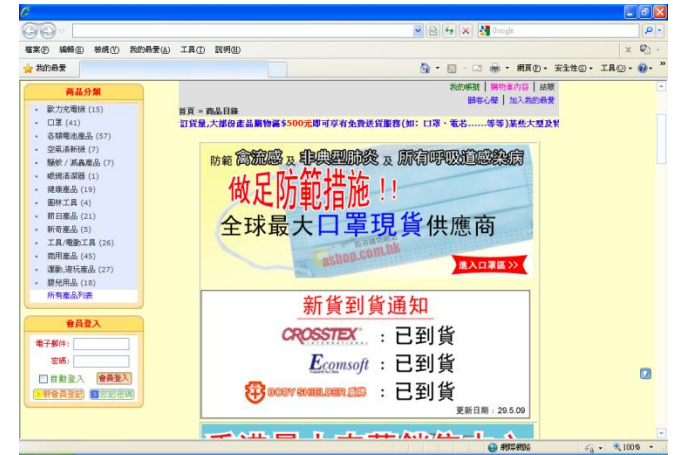 Google
檔案(F) 編輯(E) 檢視(V) 我的最愛(A) 工具(T) 說明(H)
我的最愛
網頁(P) 安全性(S) 工具(O)
商品分類
歐力充電機 (15)
口罩 (41)
各類電池產品 (57)
空氣清新機 (7)
驅蚊 / 滅蟲產品 (7)
眼鏡清潔器 (1)
健康產品 (19)
園林工具 (4)
節日產品 (21)
新奇產品 (5)
工具/電動工具 (26)
商用產品 (45)
運動,遊玩產品 (27)
嬰兒用品 (18)
所有產品列表
會員登入
電子郵件:
密碼:
自動登入 會員登入
新會員登記 忘記密碼
我的帳號 | 購物車內容 | 結帳
顧客心聲 | 加入我的最愛
首頁 » 商品目錄
訂貨量,大部份產品購物滿$500元即可享有免費送貨服務(如: 口罩、電芯……等等)某些大型及
防範 禽流感 及 非典型肺炎 及 所有呼吸道感染病
做足防範措施 !!
全球最大口罩現貨供應商
ashop.com.hk
進入口罩區 >>
新貨到貨通知
CROSSTEX INTERNATIONAL : 已到貨
Ecomsoft : 已到貨
BODY SHIELDER 盾牌 : 已到貨
更新日期 : 29.5.09
網際網路
100%